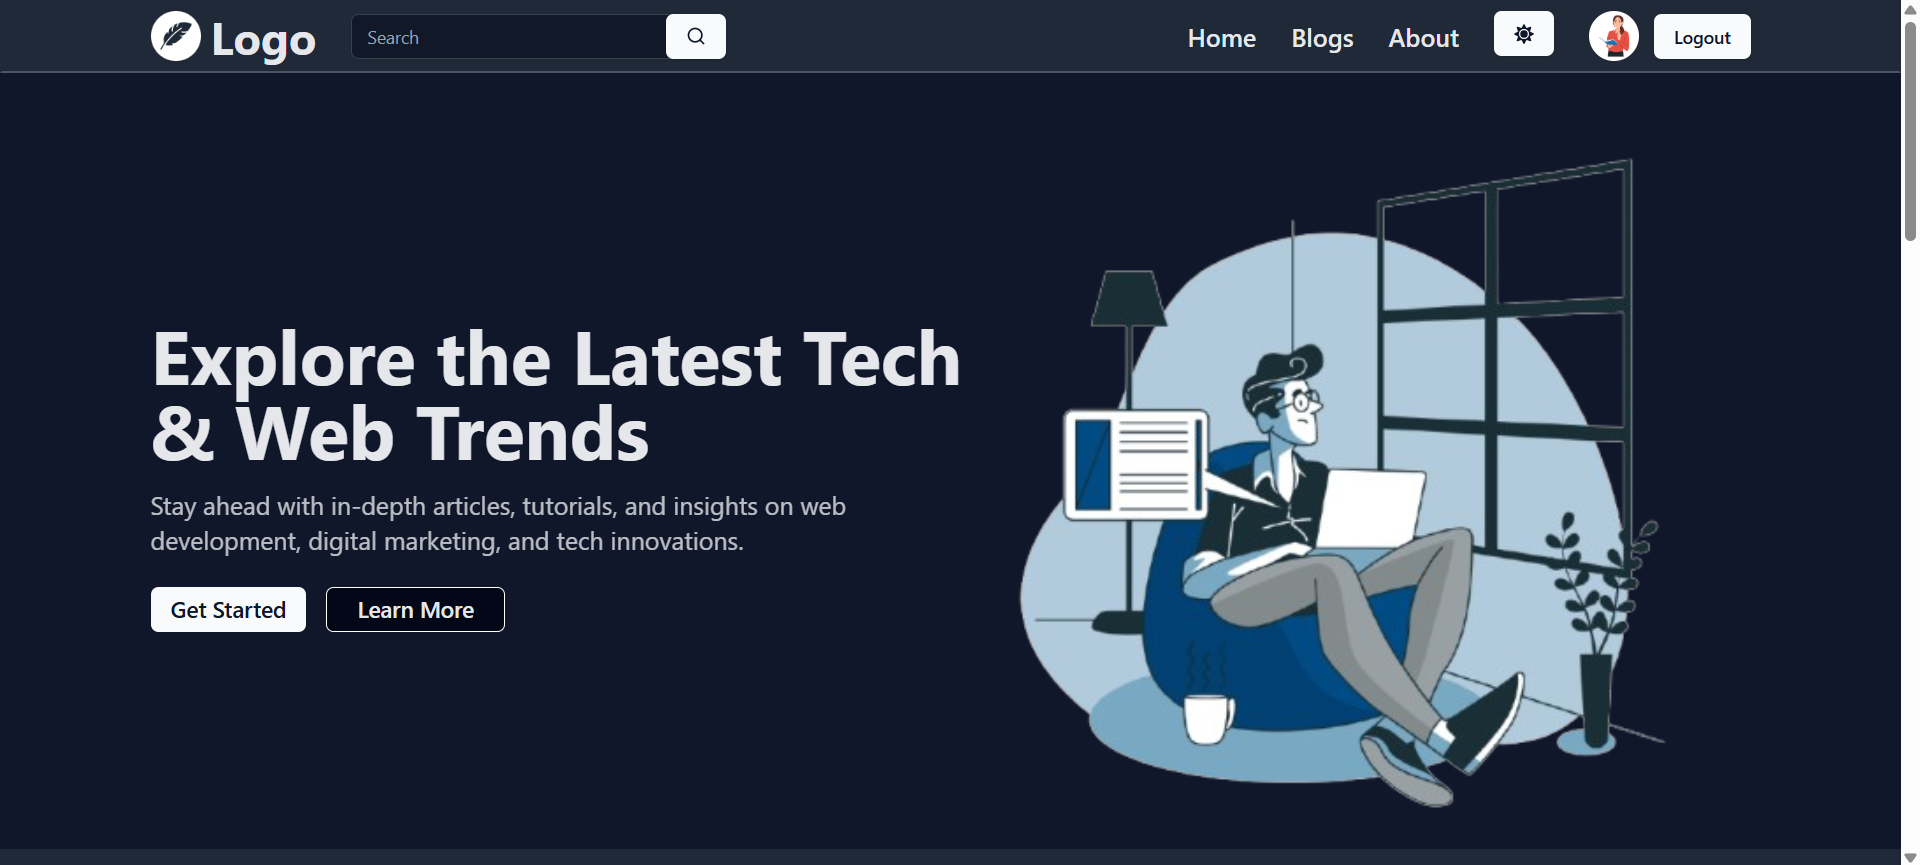 Logo
Search
Home
Blogs
About
Logout
Explore the Latest Tech
& Web Trends
Stay ahead with in-depth articles, tutorials, and insights on web
development, digital marketing, and tech innovations.
Get Started
Learn More